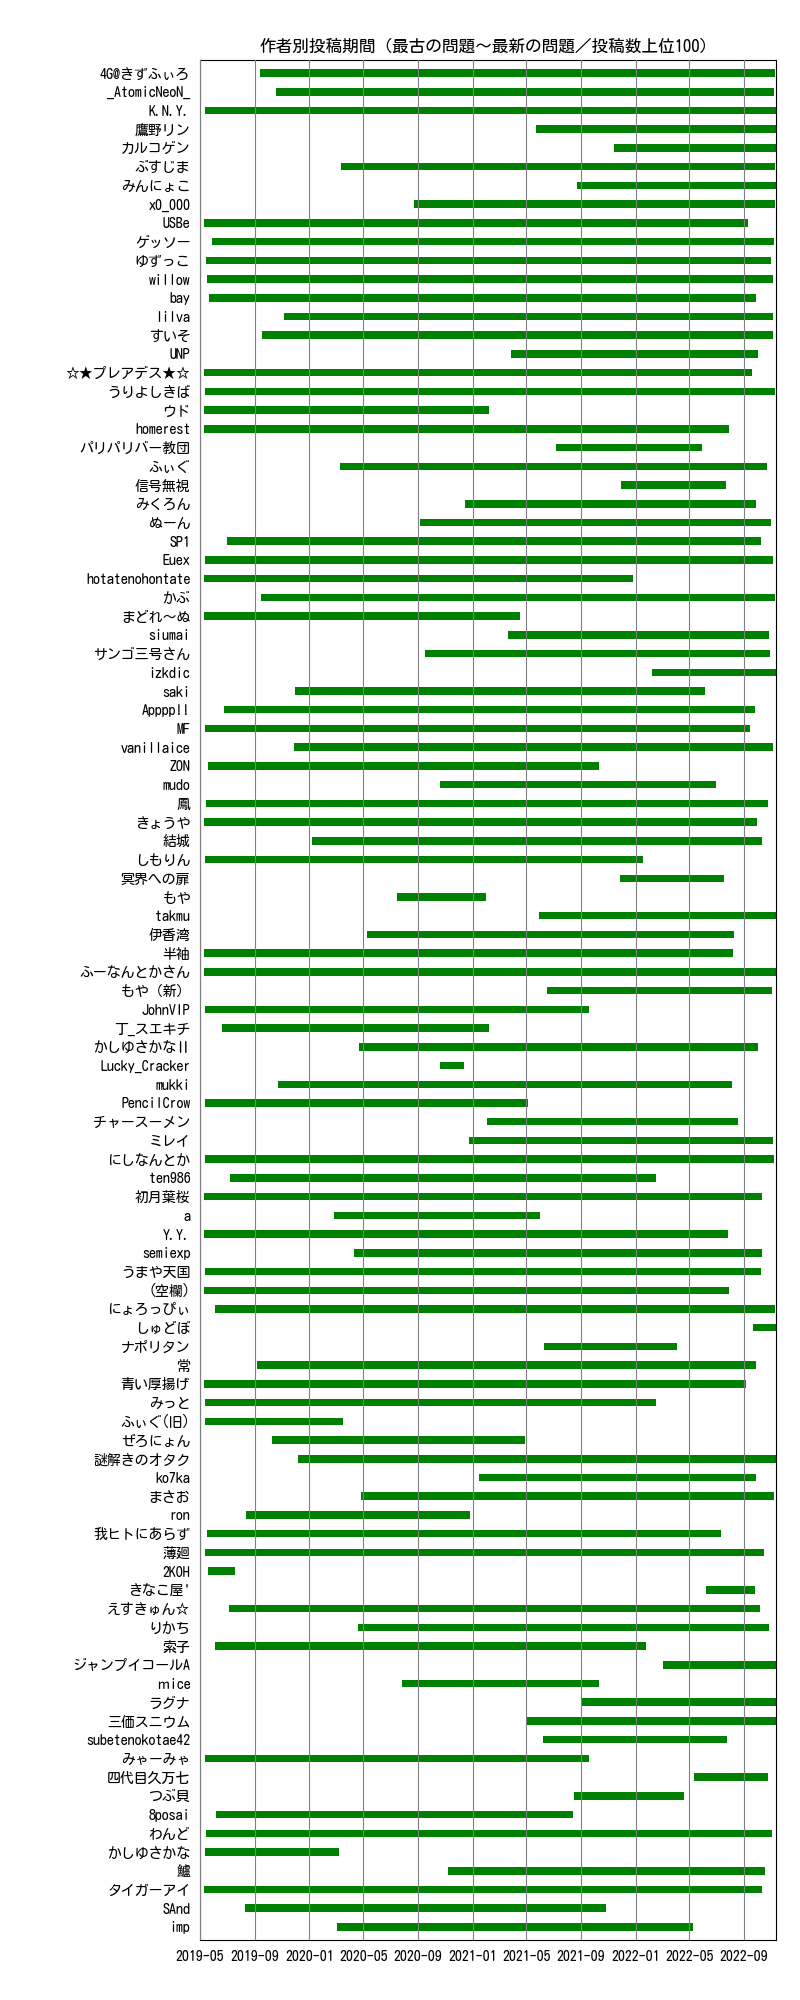 作者別投稿期間（最古の問題～最新の問題／投稿数上位100）
4G@きずふぃろ
_AtomicNeoN_
K.N.Y.
鷹野リン
カルコゲン
ぶすじま
みんにょこ
x0_000
USBe
ゲッソー
ゆずっこ
willow
bay
lilva
すいそ
UNP
☆★プレアデス★☆
うりよしきば
ウド
homerest
パリパリバー教団
ふぃぐ
信号無視
みくろん
ぬーん
SP1
Euex
hotatenohontate
かぶ
まどれ～ぬ
siumai
サンゴ三号さん
izkdic
saki
Appppl!
MF
vanillaice
ZON
mudo
鳳
きょうや
結城
しもりん
冥界への扉
もや
takmu
伊香湾
半袖
ふーなんとかさん
もや（新）
JohnVIP
丁_スエキチ
かしゆさかなⅡ
Lucky_Cracker
mukki
PencilCrow
チャースーメン
ミレイ
にしなんとか
ten986
初月葉桜
a
Y.Y.
semiexp
うまや天国
(空欄)
にょろっぴぃ
しゅどぼ
ナポリタン
常
青い厚揚げ
みっと
ふぃぐ(旧)
ぜろにょん
謎解きのオタク
ko7ka
まさお
ron
我ヒトにあらず
薄廻
2KOH
きなこ屋'
えすきゅん☆
りかち
索子
ジャンプイコールA
mice
ラグナ
三価スニウム
subetenokotae42
みゃーみゃ
四代目久万七
つぶ貝
8posai
わんど
かしゆさかな
鱸
タイガーアイ
SAnd
imp
2019-05 2019-09 2020-01 2020-05 2020-09 2021-01 2021-05 2021-09 2022-01 2022-05 2022-09